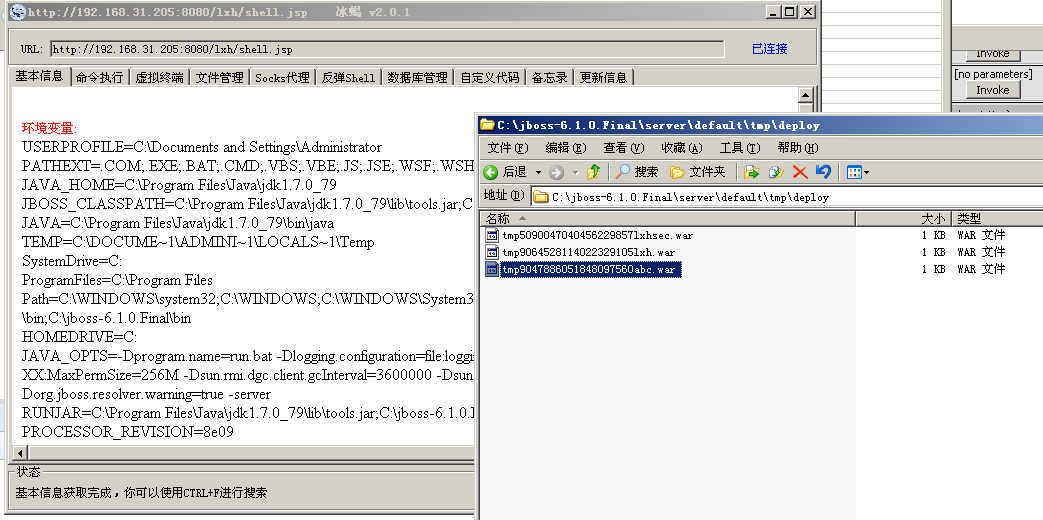 http://192.168.31.205:8080/lxh/shell.jsp 冰蝎 v2.0.1
URL: http://192.168.31.205:8080/lxh/shell.jsp 已连接
基本信息 命令执行 虚拟终端 文件管理 Socks代理 反弹Shell 数据库管理 自定义代码 备忘录 更新信息
环境变量:
USERPROFILE=C:\Documents and Settings\Administrator
PATHEXT=.COM;.EXE;.BAT;.CMD;.VBS;.VBE;.JS;.JSE;.WSF;.WSH
JAVA_HOME=C:\Program Files\Java\jdk1.7.0_79
JBOSS_CLASSPATH=C:\Program Files\Java\jdk1.7.0_79\lib\tools.jar;C
JAVA=C:\Program Files\Java\jdk1.7.0_79\bin\java
TEMP=C:\DOCUME~1\ADMINI~1\LOCALS~1\Temp
SystemDrive=C:
ProgramFiles=C:\Program Files
Path=C:\WINDOWS\system32;C:\WINDOWS;C:\WINDOWS\System3
\bin;C:\jboss-6.1.0.Final\bin
HOMEDRIVE=C:
JAVA_OPTS=-Dprogram.name=run.bat -Dlogging.configuration=file:loggin
XX:MaxPermSize=256M -Dsun.rmi.dgc.client.gcInterval=3600000 -Dsun
Dorg.jboss.resolver.warning=true -server
RUNJAR=C:\Program Files\Java\jdk1.7.0_79\lib\tools.jar;C:\jboss-6.1.0.
PROCESSOR_REVISION=8e09
状态
基本信息获取完成，你可以使用CTRL+F进行搜索
Invoke
[no parameters]
Invoke
C:\jboss-6.1.0.Final\server\default\tmp\deploy
文件(F) 编辑(E) 查看(V) 收藏(A) 工具(T) 帮助(H)
后退 搜索 文件夹
地址(D) C:\jboss-6.1.0.Final\server\default\tmp\deploy
名称 大小 类型
tmp5090047040456229857lxhsec.war 1 KB WAR 文件
tmp9064528114022329105lxh.war 1 KB WAR 文件
tmp9047886051848097560abc.war 1 KB WAR 文件